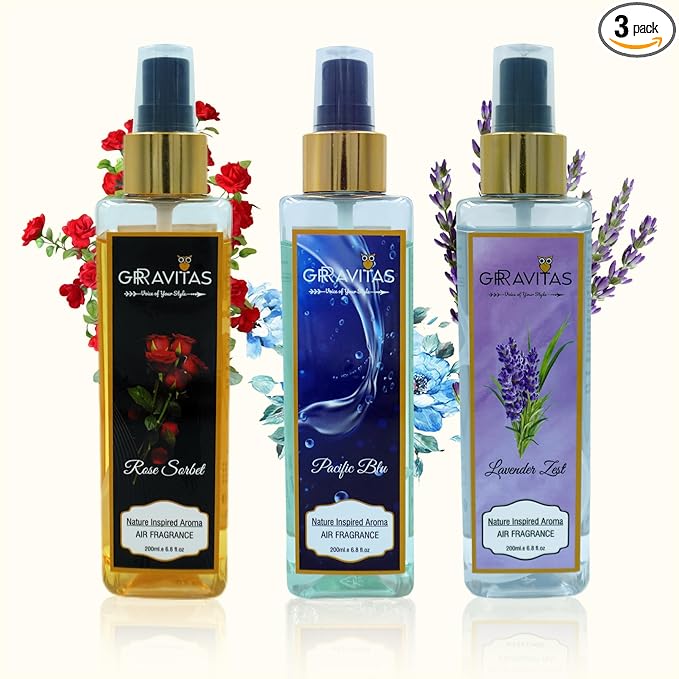 3 pack
GRAVITAS
Voice of Your Style
Rose Sorbet
Nature Inspired Aroma
AIR FRAGRANCE
200ml.e 6.8 fl.oz
GRAVITAS
Voice of Your Style
Pacific Blu
Nature Inspired Aroma
AIR FRAGRANCE
200ml.e 6.8 fl.oz
GRAVITAS
Voice of Your Style
Lavender Zest
Nature Inspired Aroma
AIR FRAGRANCE
200ml.e 6.8 fl.oz